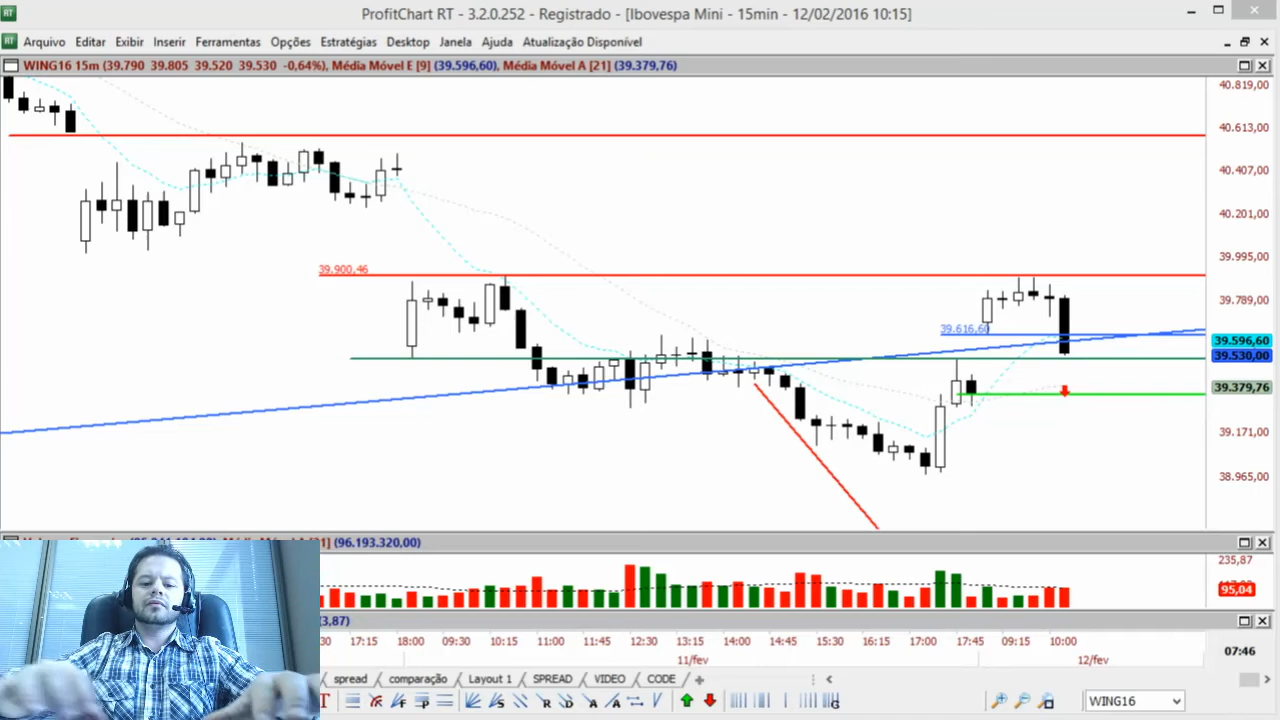 ProfitChart RT - 3.2.0.252 - Registrado - [Ibovespa Mini - 15min - 12/02/2016 10:15]
RT Arquivo Editar Exibir Inserir Ferramentas Opções Estratégias Desktop Janela Ajuda Atualização Disponível
WING16 15m (39.790 39.805 39.520 39.530 -0,64%), Média Móvel E [9] (39.596,60), Média Móvel A [21] (39.379,76)
40.819,00
40.613,00
40.407,00
40.201,00
39.995,00
39.900,46
39.789,00
39.616,60
39.596,60
39.530,00
39.379,76
39.171,00
38.965,00
(96.193.320,00)
235,87
95,04
(3,87)
17:15 18:00 09:30 10:15 11:00 11:45 12:30 13:15 14:00 14:45 15:30 16:15 17:00 17:45 09:15 10:00
07:46
11/fev 12/fev
spread comparação Layout 1 SPREAD VIDEO CODE
WING16